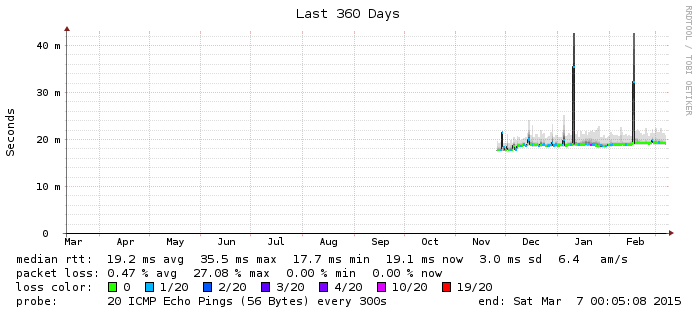 Last 360 Days
RRDTOOL / TOBI OETIKER
Seconds
40 m
30 m
20 m
10 m
0
Mar Apr May Jun Jul Aug Sep Oct Nov Dec Jan Feb
median rtt: 19.2 ms avg 35.5 ms max 17.7 ms min 19.1 ms now 3.0 ms sd 6.4 am/s
packet loss: 0.47 % avg 27.08 % max 0.00 % min 0.00 % now
loss color: 0 1/20 2/20 3/20 4/20 10/20 19/20
probe: 20 ICMP Echo Pings (56 Bytes) every 300s end: Sat Mar 7 00:05:08 2015